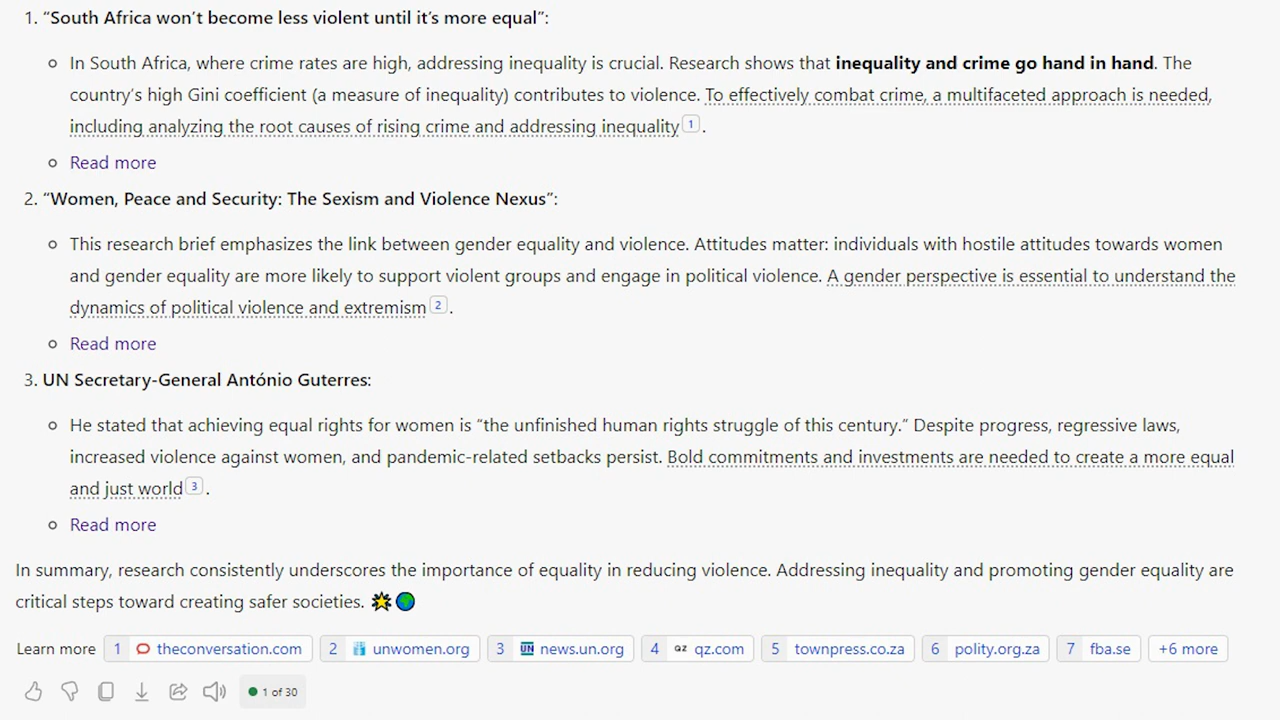 1. “South Africa won’t become less violent until it’s more equal”:
In South Africa, where crime rates are high, addressing inequality is crucial. Research shows that inequality and crime go hand in hand. The
country’s high Gini coefficient (a measure of inequality) contributes to violence. To effectively combat crime, a multifaceted approach is needed,
including analyzing the root causes of rising crime and addressing inequality 1 .
Read more
2. “Women, Peace and Security: The Sexism and Violence Nexus”:
This research brief emphasizes the link between gender equality and violence. Attitudes matter: individuals with hostile attitudes towards women
and gender equality are more likely to support violent groups and engage in political violence. A gender perspective is essential to understand the
dynamics of political violence and extremism 2 .
Read more
3. UN Secretary-General António Guterres:
He stated that achieving equal rights for women is “the unfinished human rights struggle of this century.” Despite progress, regressive laws,
increased violence against women, and pandemic-related setbacks persist. Bold commitments and investments are needed to create a more equal
and just world 3 .
Read more
In summary, research consistently underscores the importance of equality in reducing violence. Addressing inequality and promoting gender equality are
critical steps toward creating safer societies.
Learn more 1 theconversation.com 2 unwomen.org 3 UN news.un.org 4 QZ qz.com 5 townpress.co.za 6 polity.org.za 7 fba.se +6 more
1 of 30